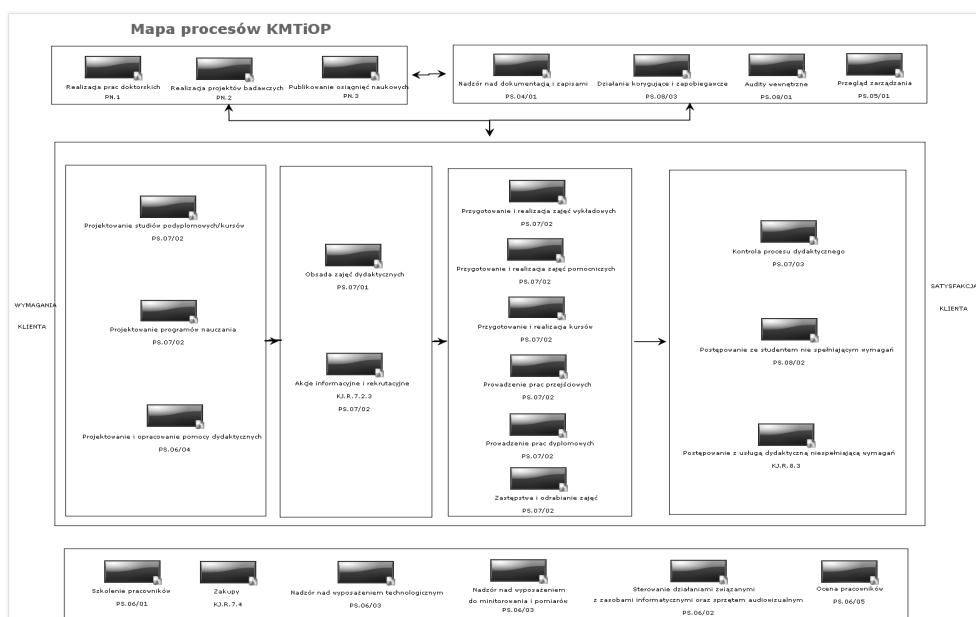 Mapa procesów KMTiOP
Realizacja prac doktorskich
PN.1
Realizacja projektów badawczych
PN.2
Publikowanie osiągnięć naukowych
PN.3
Nadzór nad dokumentacją i zapisami
PS.04/01
Działania korygujące i zapobiegawcze
PS.08/03
Audity wewnętrzne
PS.08/01
Przegląd zarządzania
PS.05/01
WYMAGANIA
KLIENTA
Projektowanie studiów podyplomowych/kursów
PS.07/02
Projektowanie programów nauczania
PS.07/02
Projektowanie i opracowanie pomocy dydaktycznych
PS.06/04
Obsada zajęć dydaktycznych
PS.07/01
Akcje informacyjne i rekrutacyjne
KJ.R.7.2.3
PS.07/02
Przygotowanie i realizacja zajęć wykładowych
PS.07/02
Przygotowanie i realizacja zajęć pomocniczych
PS.07/02
Przygotowanie i realizacja kursów
PS.07/02
Prowadzenie prac przejściowych
PS.07/02
Prowadzenie prac dyplomowych
PS.07/02
Zastępstwa i odrabianie zajęć
PS.07/02
Kontrola procesu dydaktycznego
PS.07/03
Postępowanie ze studentem nie spełniającym wymagań
PS.08/02
Postępowanie z usługą dydaktyczną niespełniającą wymagań
KJ.R.8.3
SATYSFAKCJA
KLIENTA
Szkolenie pracowników
PS.06/01
Zakupy
KJ.R.7.4
Nadzór nad wyposażeniem technologicznym
PS.06/03
Nadzór nad wyposażeniem
do minitorowania i pomiarów
PS.06/03
Sterowanie działaniami związanymi
z zasobami informatycznymi oraz sprzętem audiowizualnym
PS.06/02
Ocena pracowników
PS.06/05